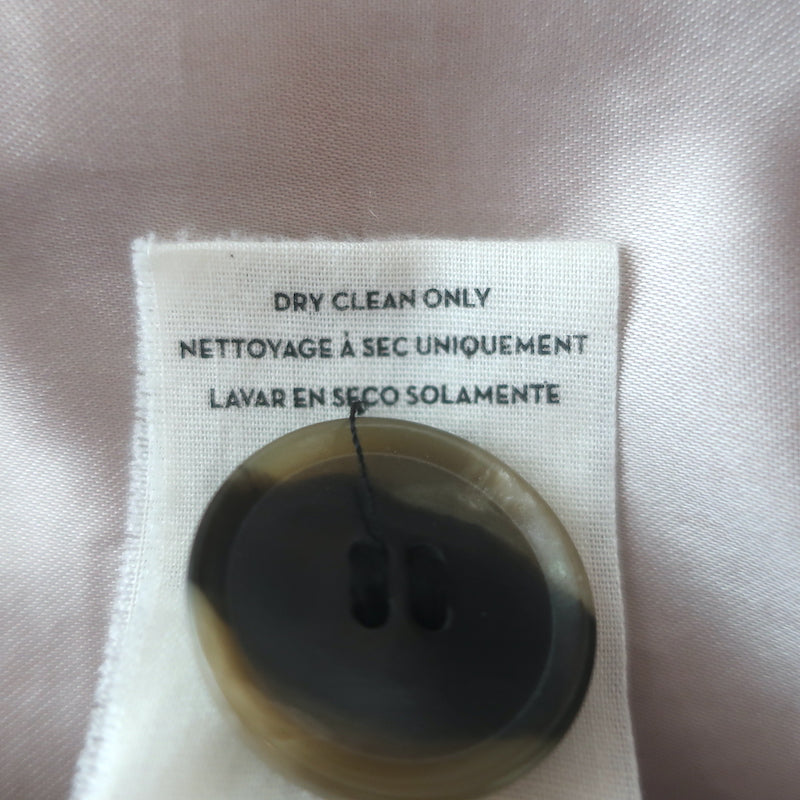 DRY CLEAN ONLY
NETTOYAGE À SEC UNIQUEMENT
LAVAR EN SECO SOLAMENTE